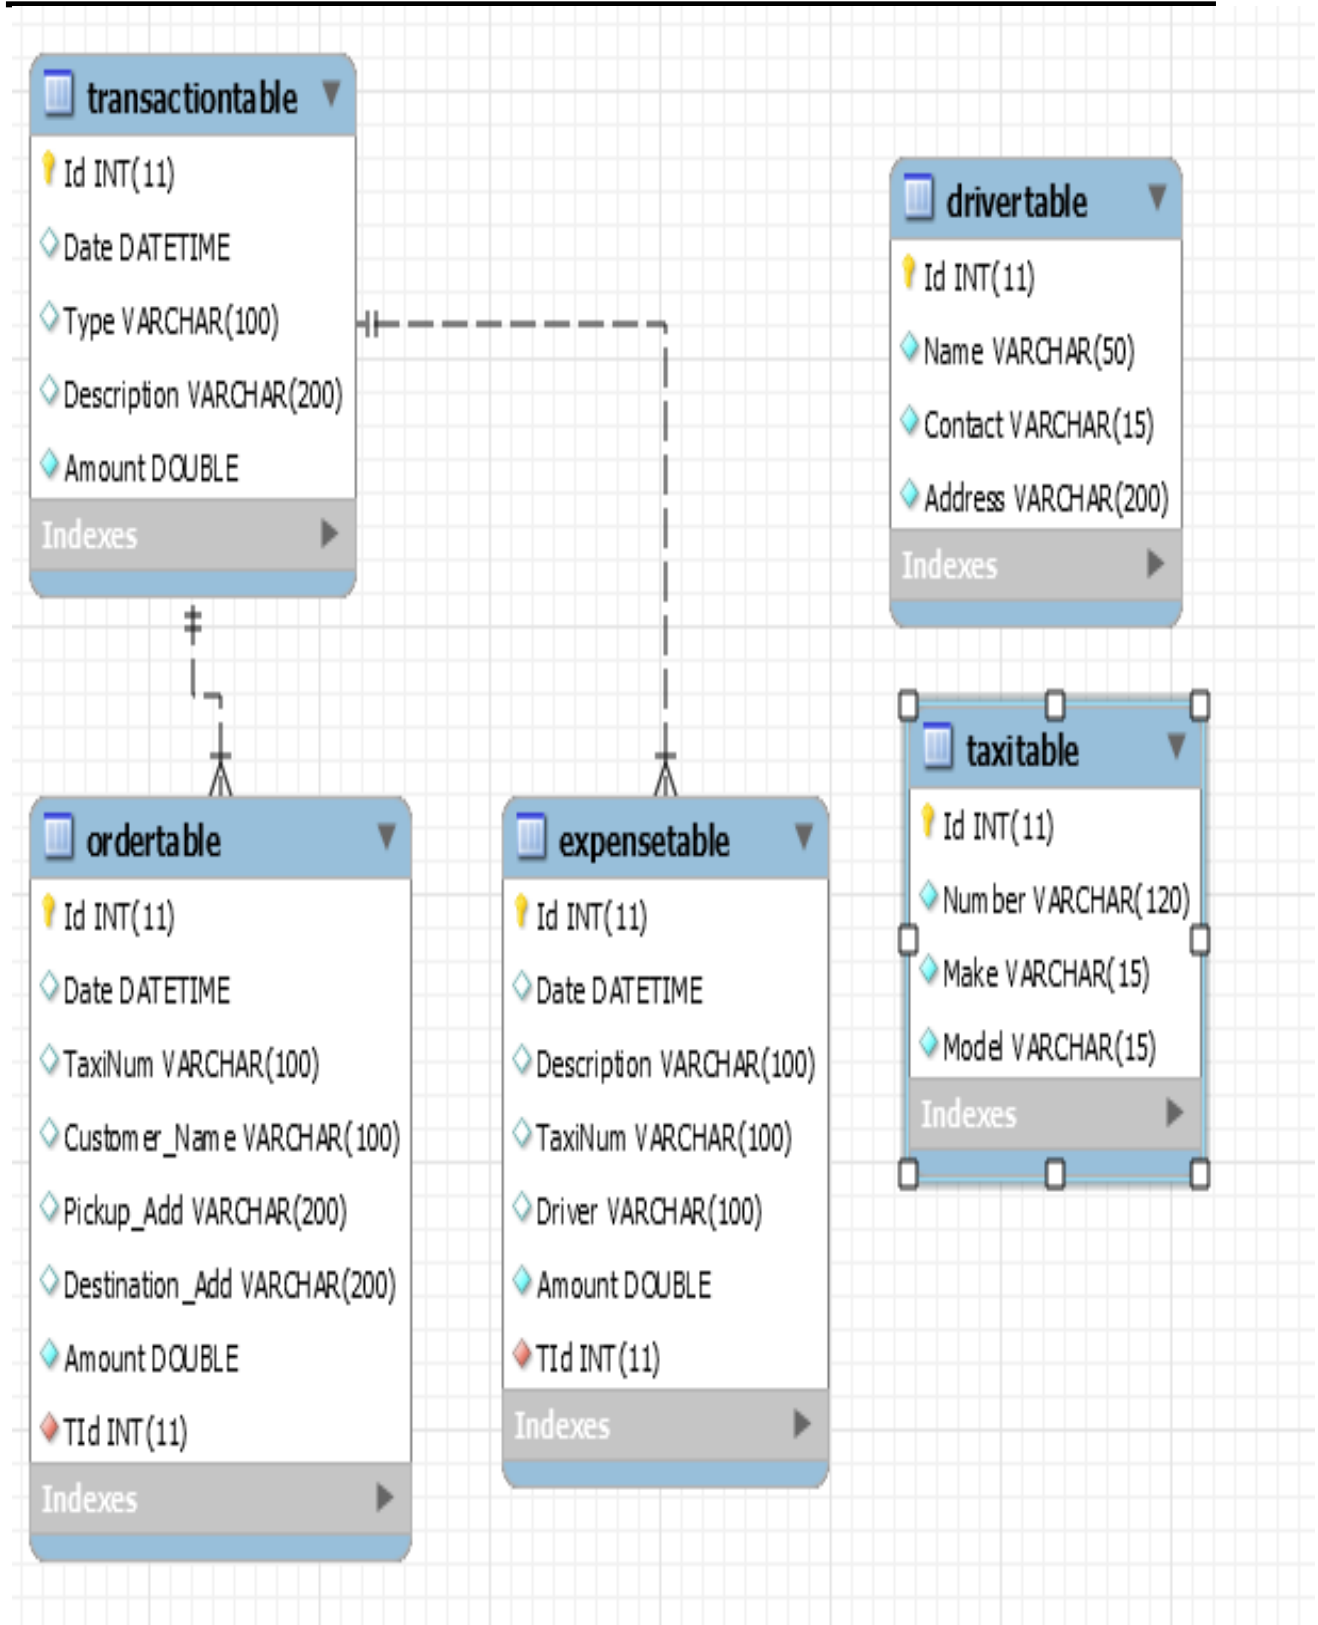 transactiontable
Id INT(11)
Date DATETIME
Type VARCHAR(100)
Description VARCHAR(200)
Amount DOUBLE
Indexes
drivertable
Id INT(11)
Name VARCHAR(50)
Contact VARCHAR(15)
Address VARCHAR(200)
Indexes
ordertable
Id INT(11)
Date DATETIME
TaxiNum VARCHAR(100)
Customer_Name VARCHAR(100)
Pickup_Add VARCHAR(200)
Destination_Add VARCHAR(200)
Amount DOUBLE
TId INT(11)
Indexes
expensetable
Id INT(11)
Date DATETIME
Description VARCHAR(100)
TaxiNum VARCHAR(100)
Driver VARCHAR(100)
Amount DOUBLE
TId INT(11)
Indexes
taxitable
Id INT(11)
Number VARCHAR(120)
Make VARCHAR(15)
Model VARCHAR(15)
Indexes